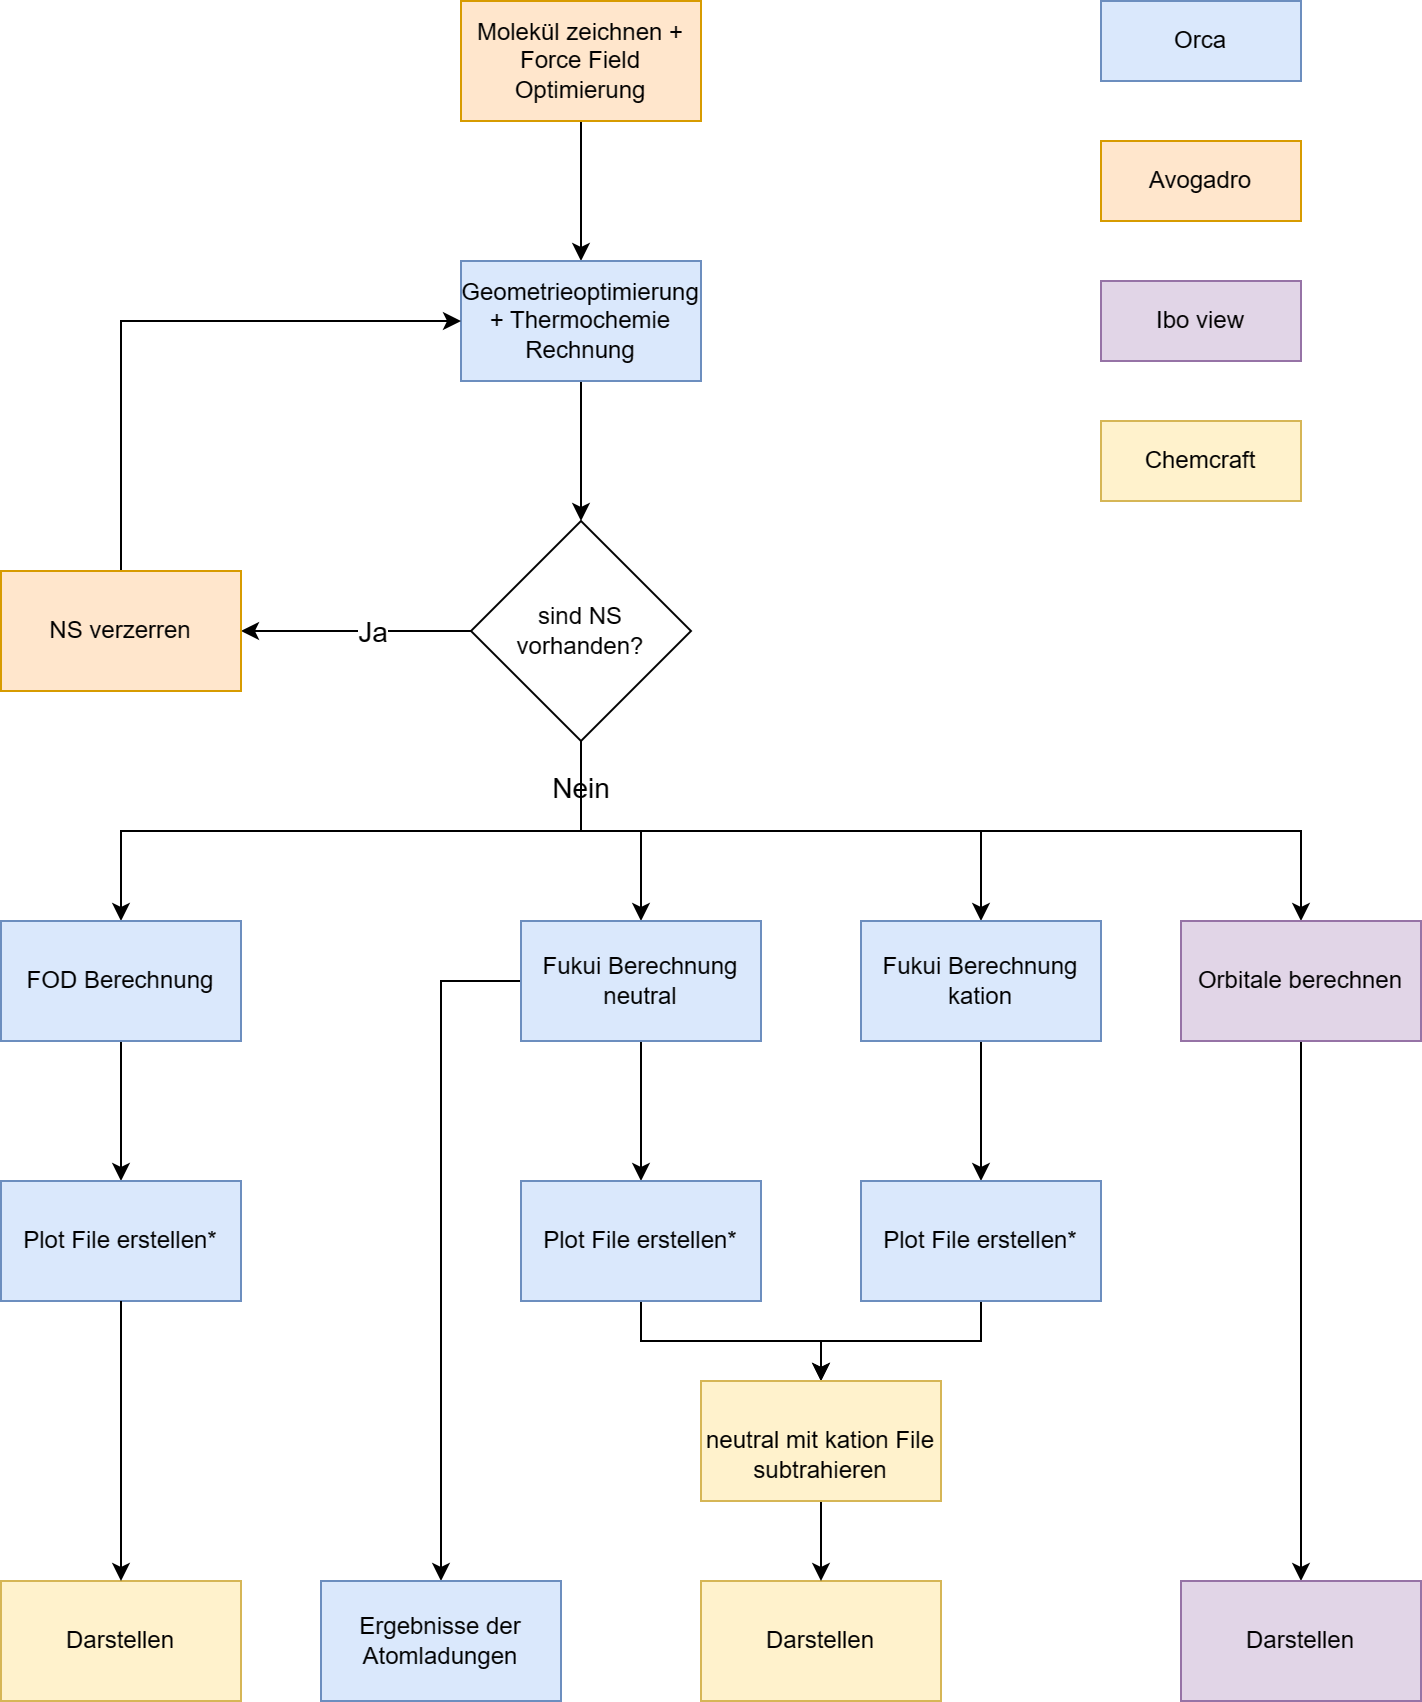 Molekül zeichnen +
Force Field
Optimierung
Orca
Avogadro
Geometrieoptimierung
+ Thermochemie
Rechnung
Ibo view
Chemcraft
sind NS
vorhanden?
Ja
NS verzerren
Nein
FOD Berechnung
Fukui Berechnung
neutral
Fukui Berechnung
kation
Orbitale berechnen
Plot File erstellen*
Plot File erstellen*
Plot File erstellen*
neutral mit kation File
subtrahieren
Darstellen
Ergebnisse der
Atomladungen
Darstellen
Darstellen